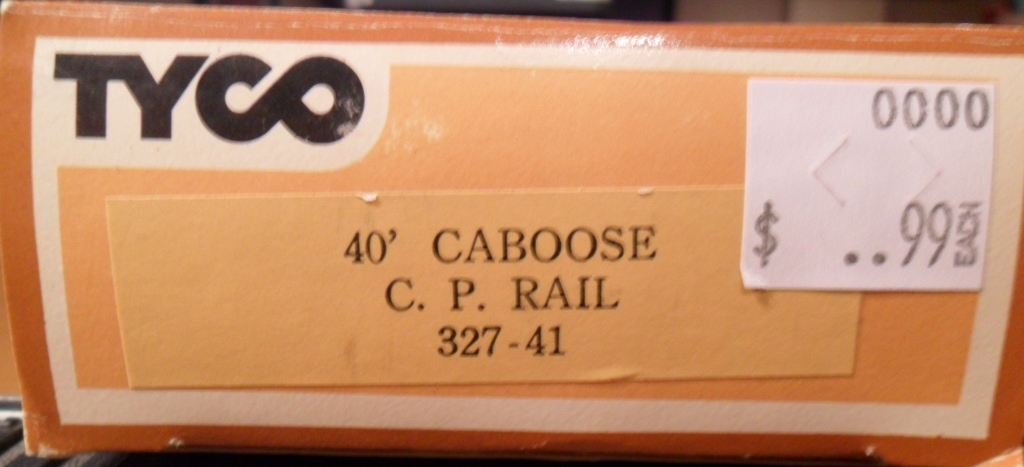 TYCO
0000
$ ..99 EACH
40' CABOOSE
C. P. RAIL
327-41